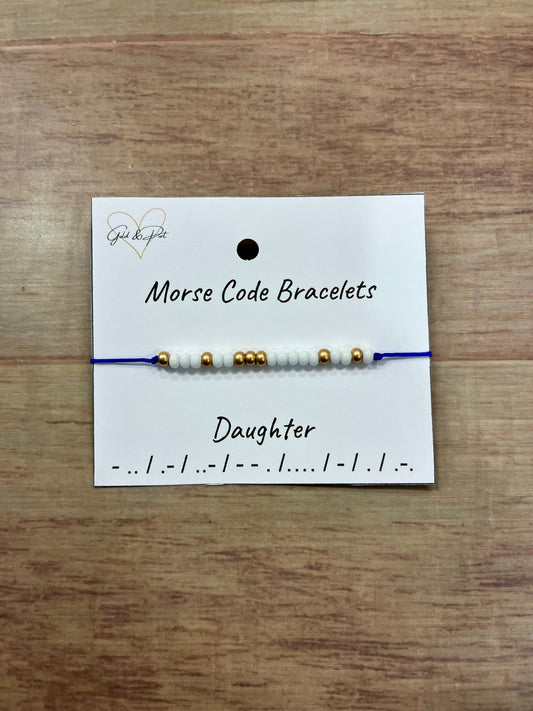 Morse Code Bracelets
Daughter
- .. / .- / ..- / - - . / .... / - / . / .-.